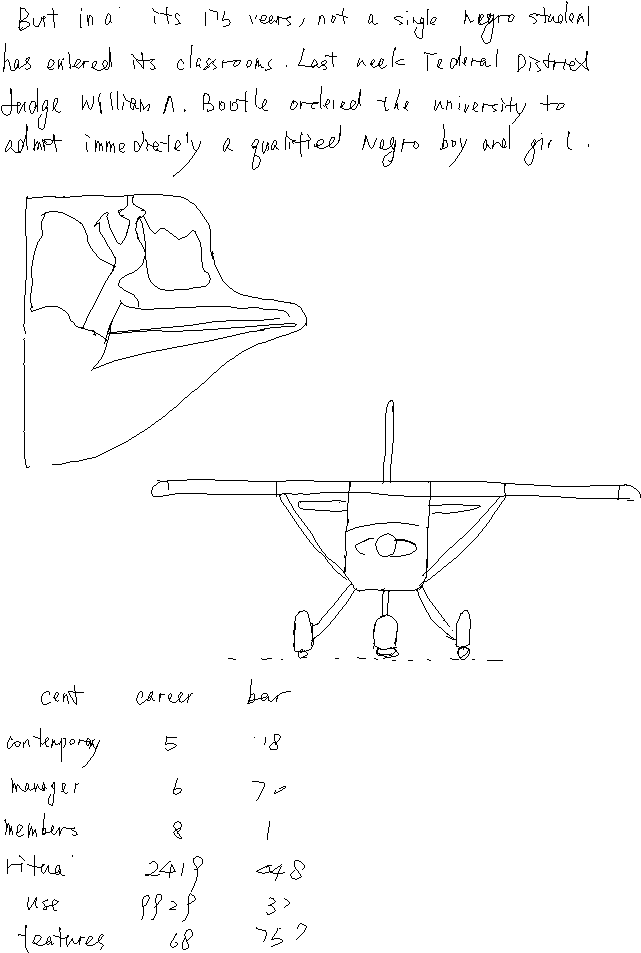 But in a its 175 years, not a single Negro student
has entered its classrooms. Last week Federal District
Judge William A. Bootle ordered the university to
admit immediately a qualified Negro boy and girl.
cent career bar
contemporary 5 18
manager 6 70
members 8 1
ritual 2419 448
use 9929 37
features 68 757